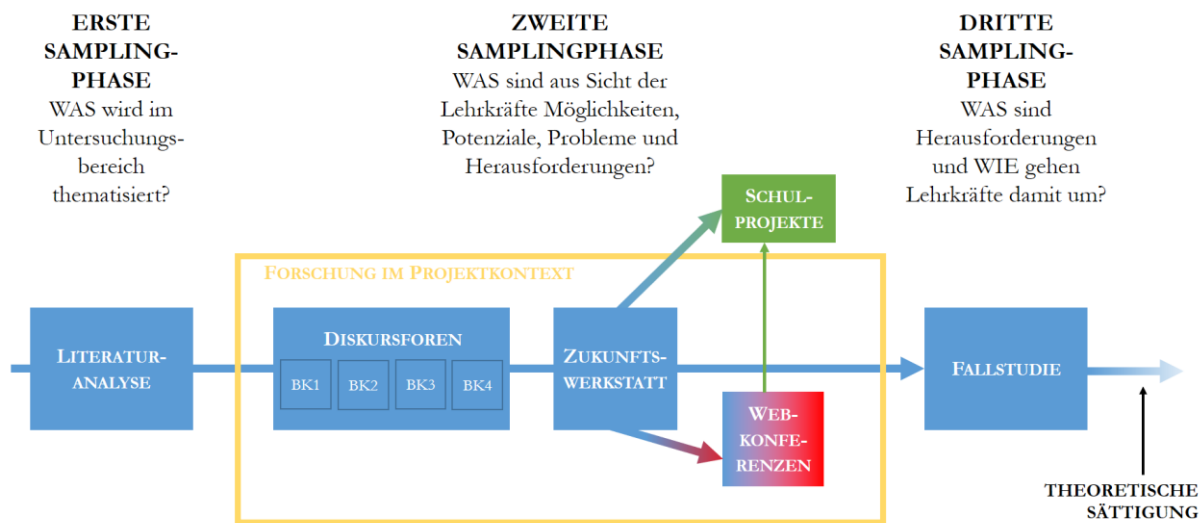 ERSTE
SAMPLING-
PHASE
WAS wird im
Untersuchungs-
bereich
thematisiert?
ZWEITE
SAMPLINGPHASE
WAS sind aus Sicht der
Lehrkräfte Möglichkeiten,
Potenziale, Probleme und
Herausforderungen?
DRITTE
SAMPLING-
PHASE
WAS sind
Herausforderungen
und WIE gehen
Lehrkräfte damit um?
SCHUL-
PROJEKTE
FORSCHUNG IM PROJEKTKONTEXT
LITERATUR-
ANALYSE
DISKURSFOREN
BK1 BK2 BK3 BK4
ZUKUNFTS-
WERKSTATT
WEB-
KONFE-
RENZEN
FALLSTUDIE
THEORETISCHE
SÄTTIGUNG